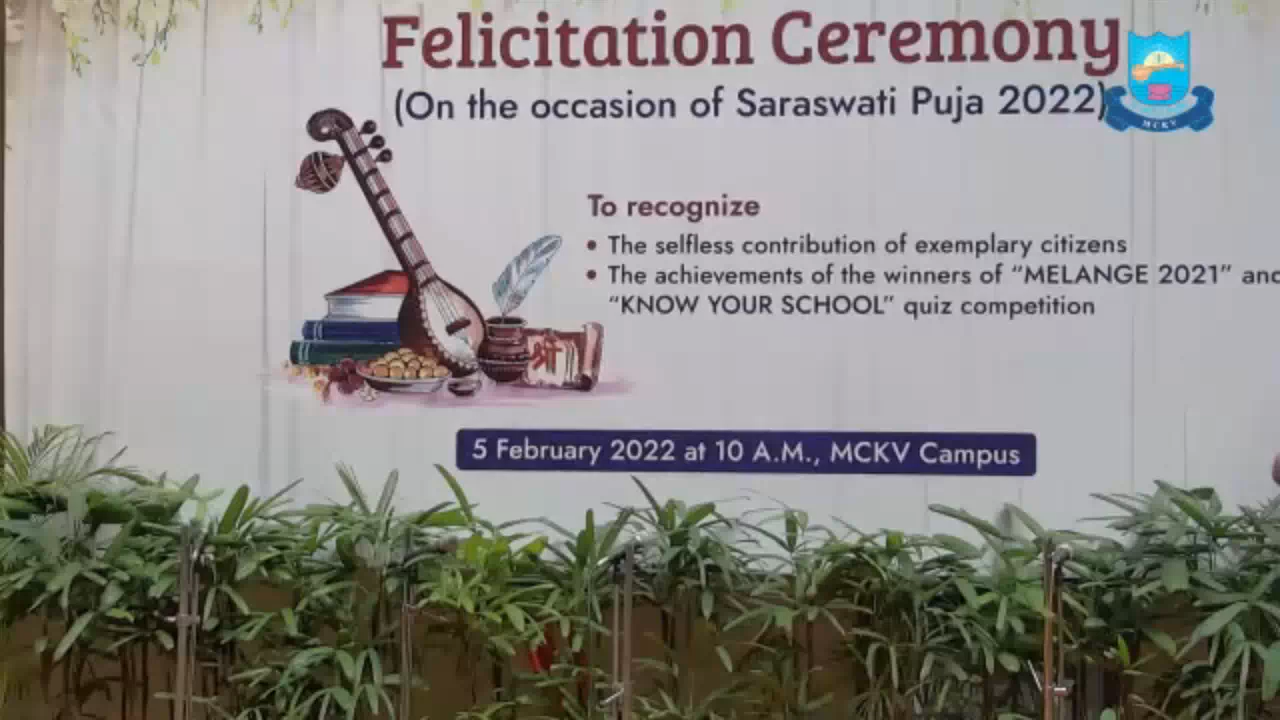 Felicitation Ceremony
(On the occasion of Saraswati Puja 2022)
MCKV
To recognize
• The selfless contribution of exemplary citizens
• The achievements of the winners of “MELANGE 2021” and
“KNOW YOUR SCHOOL” quiz competition
श्री
5 February 2022 at 10 A.M., MCKV Campus